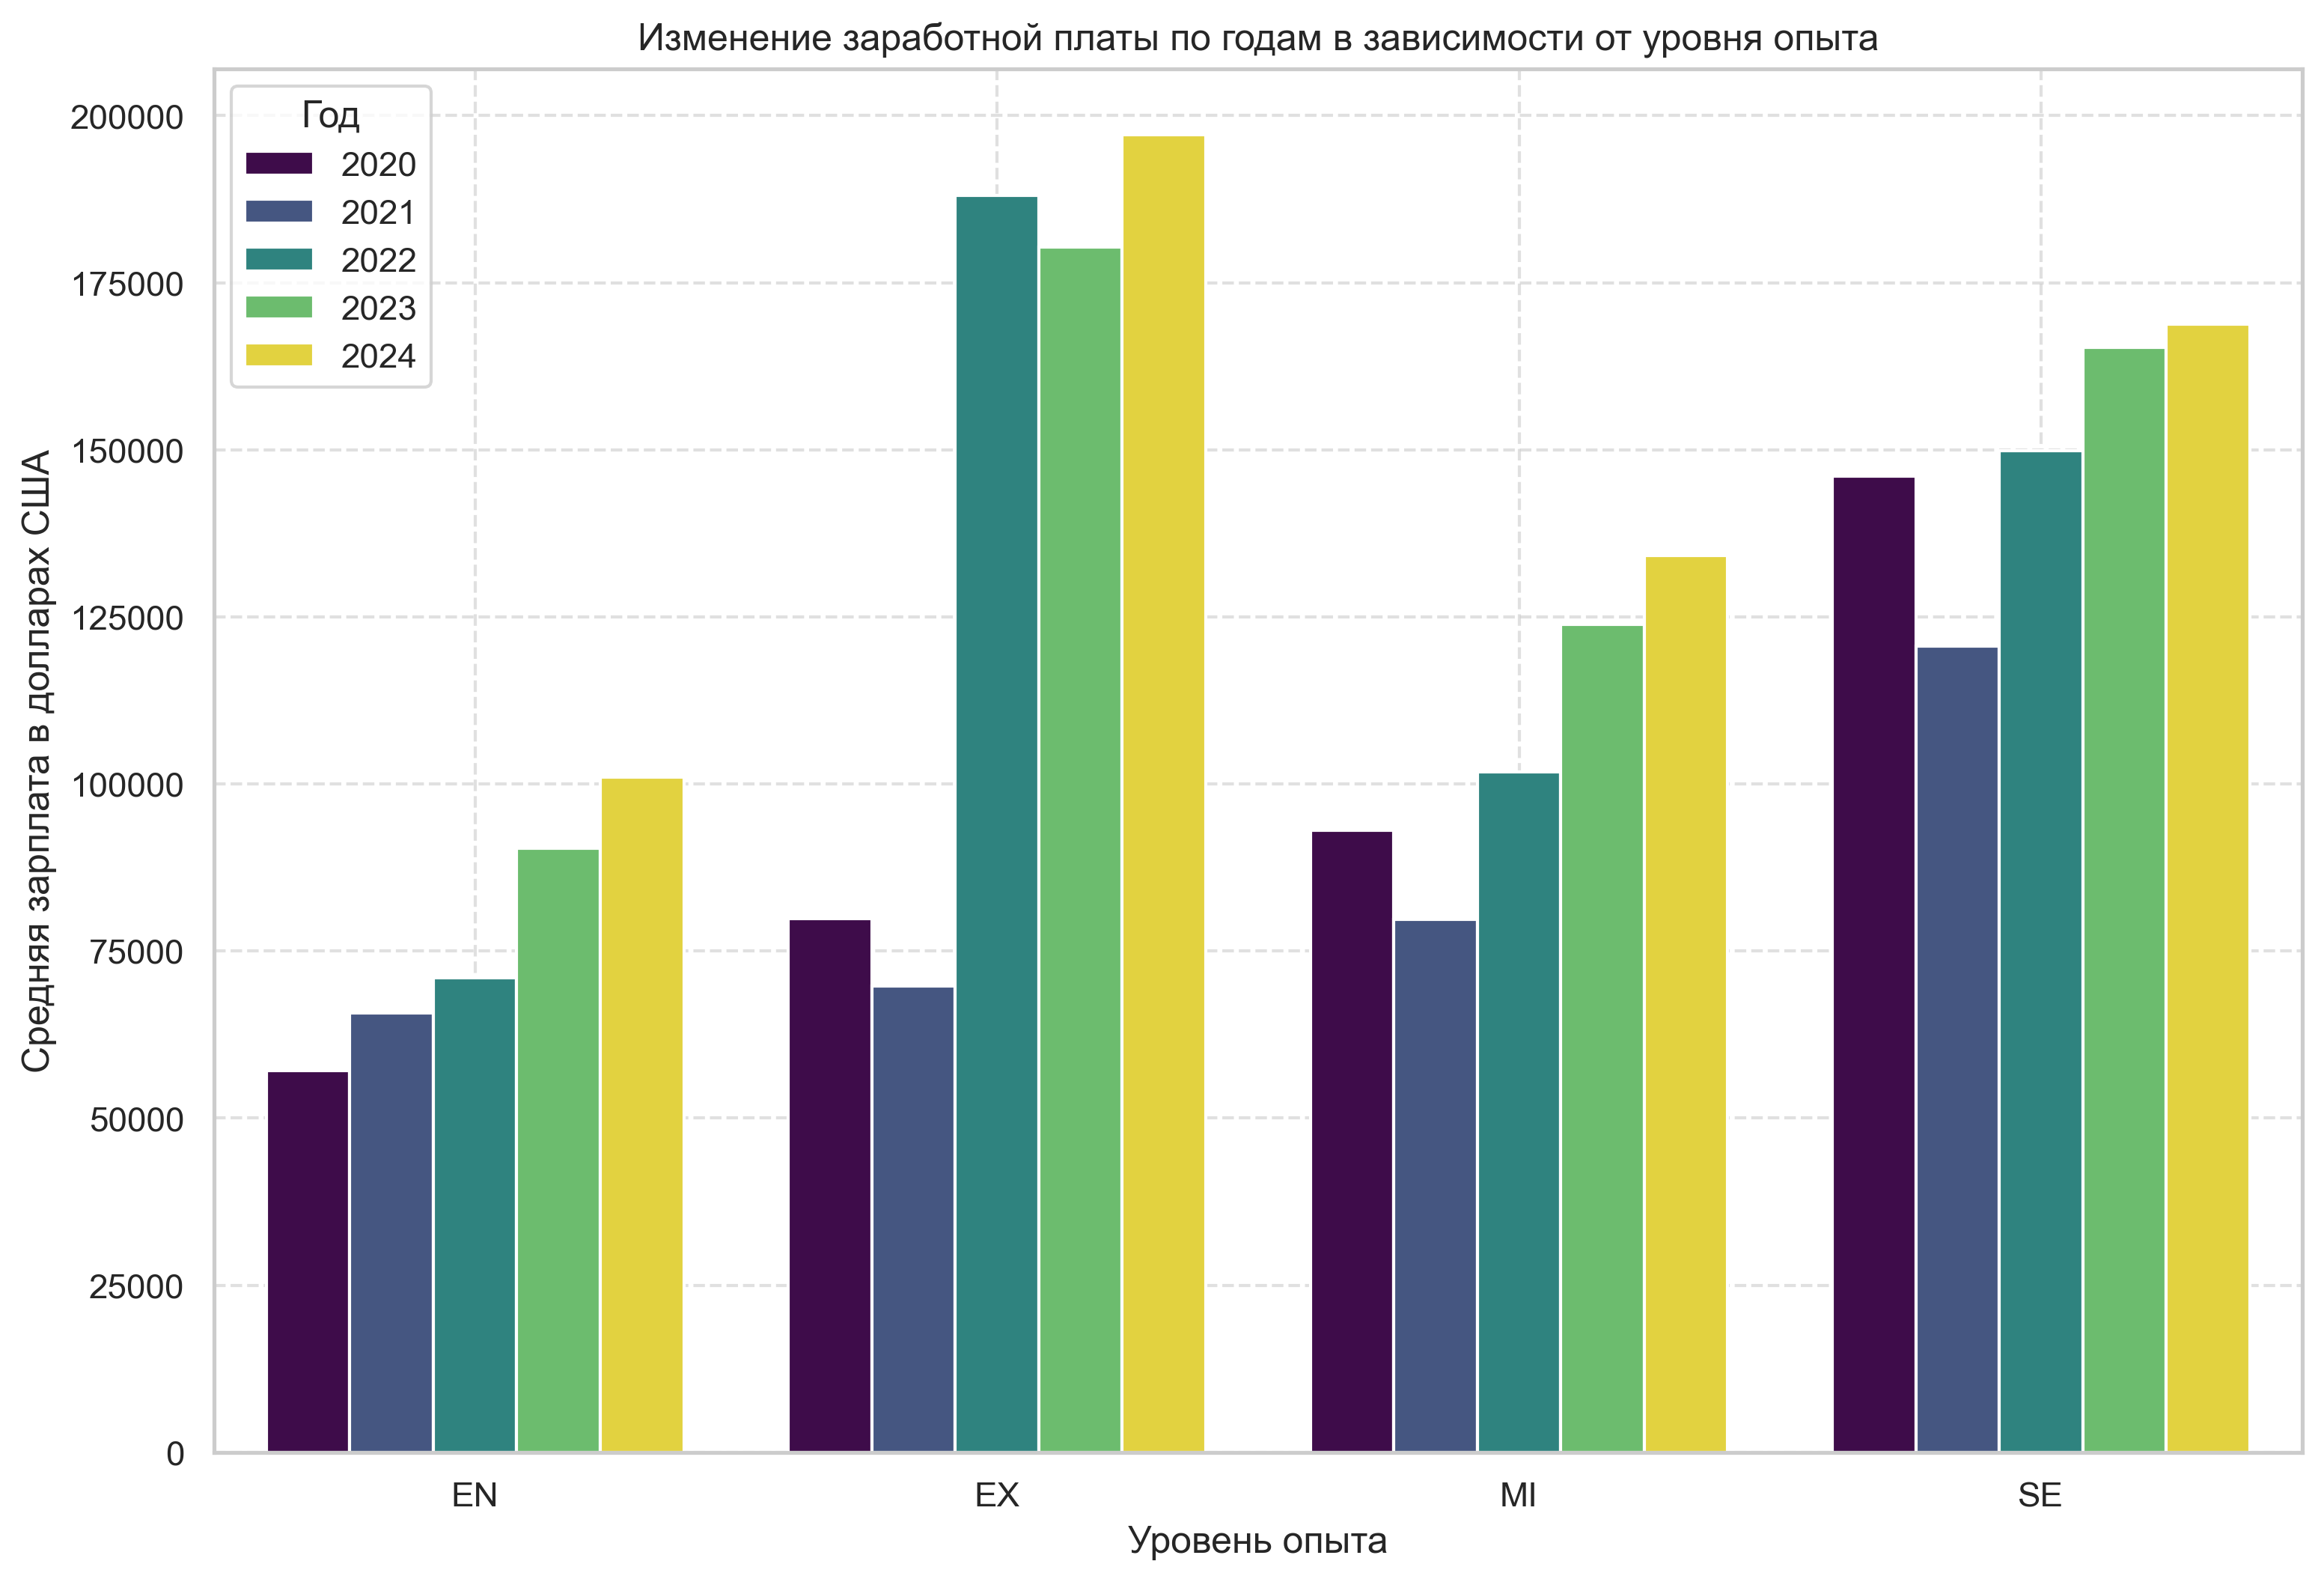 Изменение заработной платы по годам в зависимости от уровня опыта
Год
2020
2021
2022
2023
2024
Средняя зарплата в долларах США
200000
175000
150000
125000
100000
75000
50000
25000
0
EN
EX
MI
SE
Уровень опыта